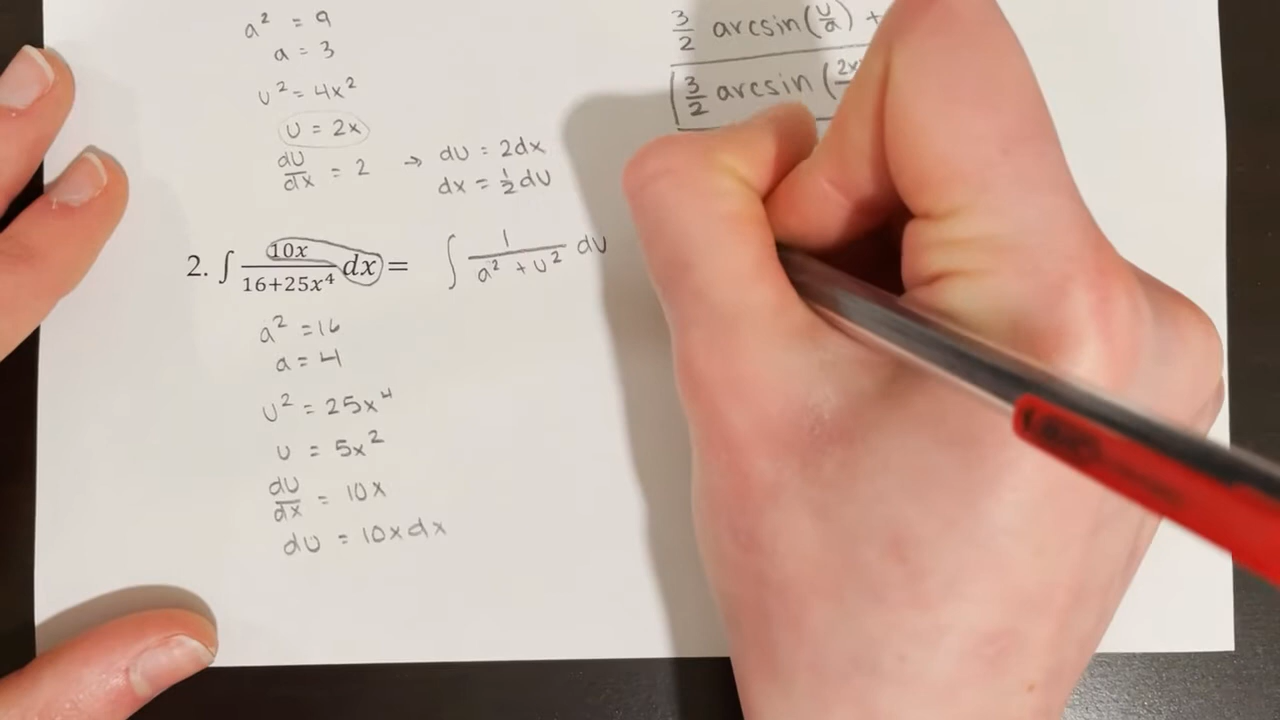 a² = 9
a = 3
u² = 4x²
u = 2x
du/dx = 2 → du = 2dx
dx = ½du
3/2 arcsin(u/a) +
3/2 arcsin (2x
2. ∫ 10x/(16+25x⁴) dx = ∫ 1/(a² + u²) du
a² = 16
a = 4
u² = 25x⁴
u = 5x²
du/dx = 10x
du = 10x dx